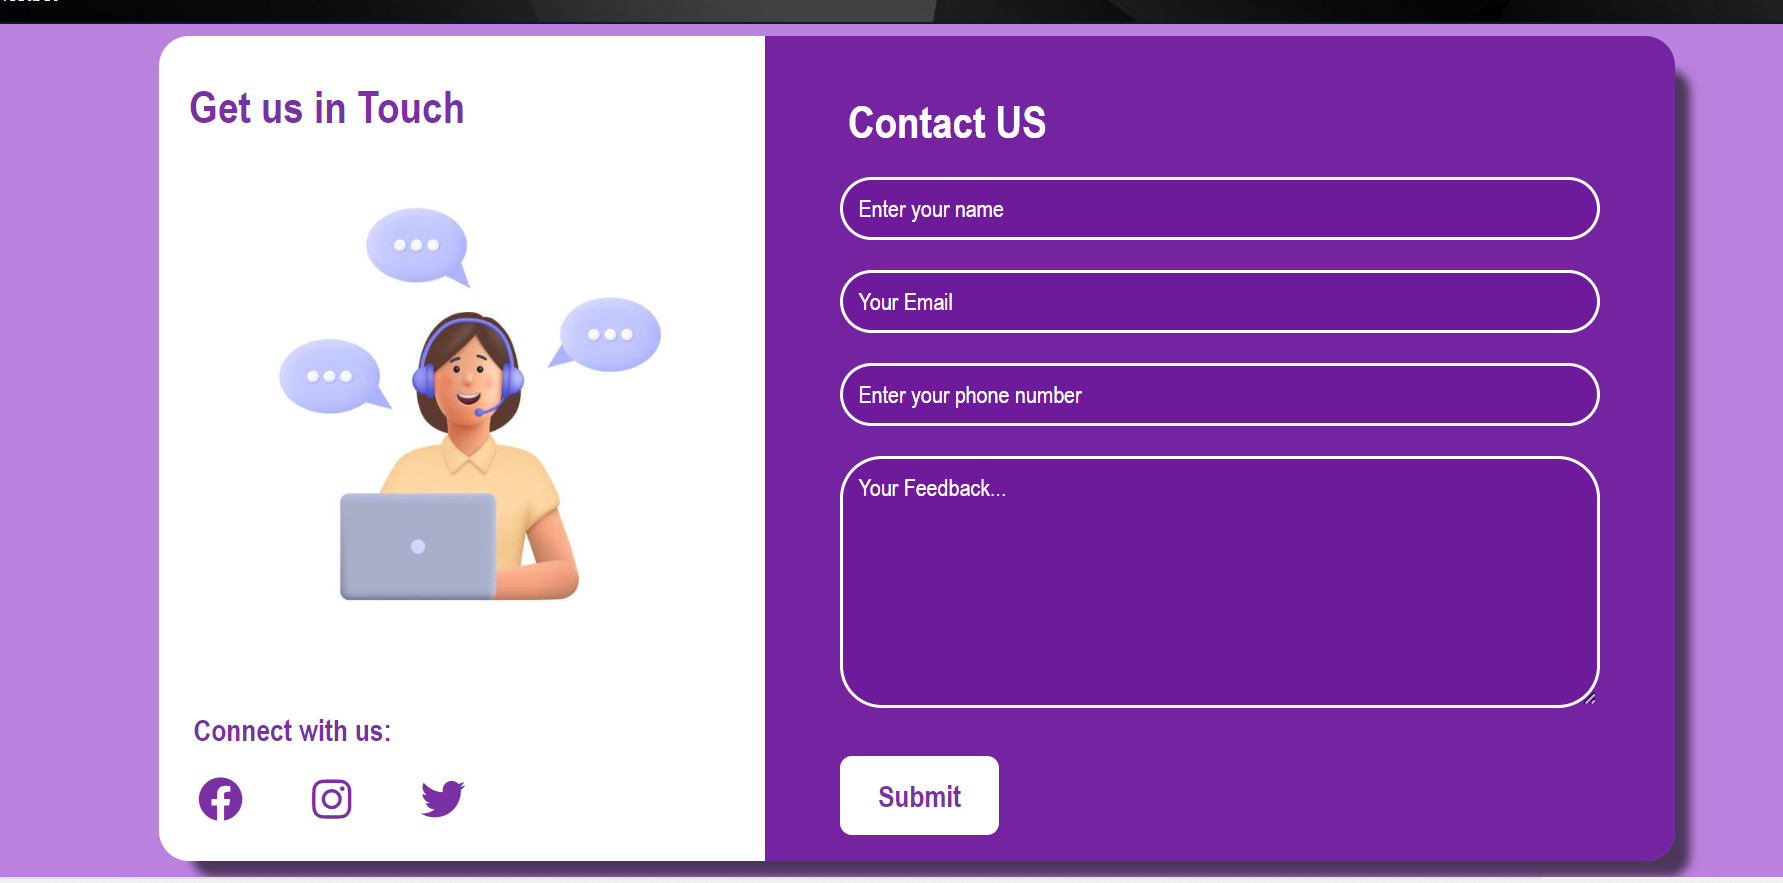 Get us in Touch
Connect with us:
Contact US
Enter your name
Your Email
Enter your phone number
Your Feedback...
Submit